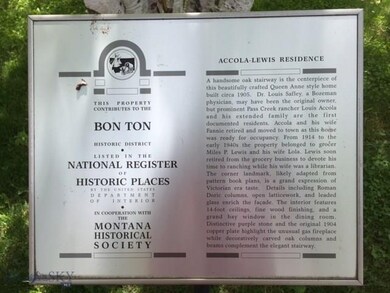 THIS PROPERTY
CONTRIBUTES TO THE
BON TON
HISTORIC DISTRICT
LISTED IN THE
NATIONAL REGISTER
OF
HISTORIC PLACES
BY THE UNITED STATES
DEPARTMENT
OF INTERIOR
IN COOPERATION WITH
THE
MONTANA
HISTORICAL
SOCIETY
ACCOLA-LEWIS RESIDENCE
A handsome oak stairway is the centerpiece of
this beautifully crafted Queen Anne style home
built circa 1905. Dr. Louis Safley, a Bozeman
physician, may have been the original owner,
but prominent Pass Creek rancher Louis Accola
and his extended family are the first
documented residents. Accola and his wife
Fannie retired and moved to town as this home
was ready for occupancy. From 1914 to the
early 1940s the property belonged to grocer
Miles P. Lewis and his wife Lola. Lewis soon
retired from the grocery business to devote his
time to ranching while his wife was a librarian.
The corner landmark, likely adapted from
pattern book plans, is a grand expression of
Victorian era taste. Details including Roman
Doric columns, open latticework, and leaded
glass enrich the façade. The interior features
14-foot ceilings, fine wood finishing, and a
grand bay window in the dining room.
Distinctive purple stone and the original 1904
copper plate highlight the unusual gas fireplace
while decoratively carved oak columns and
beams complement the elegant stairway.